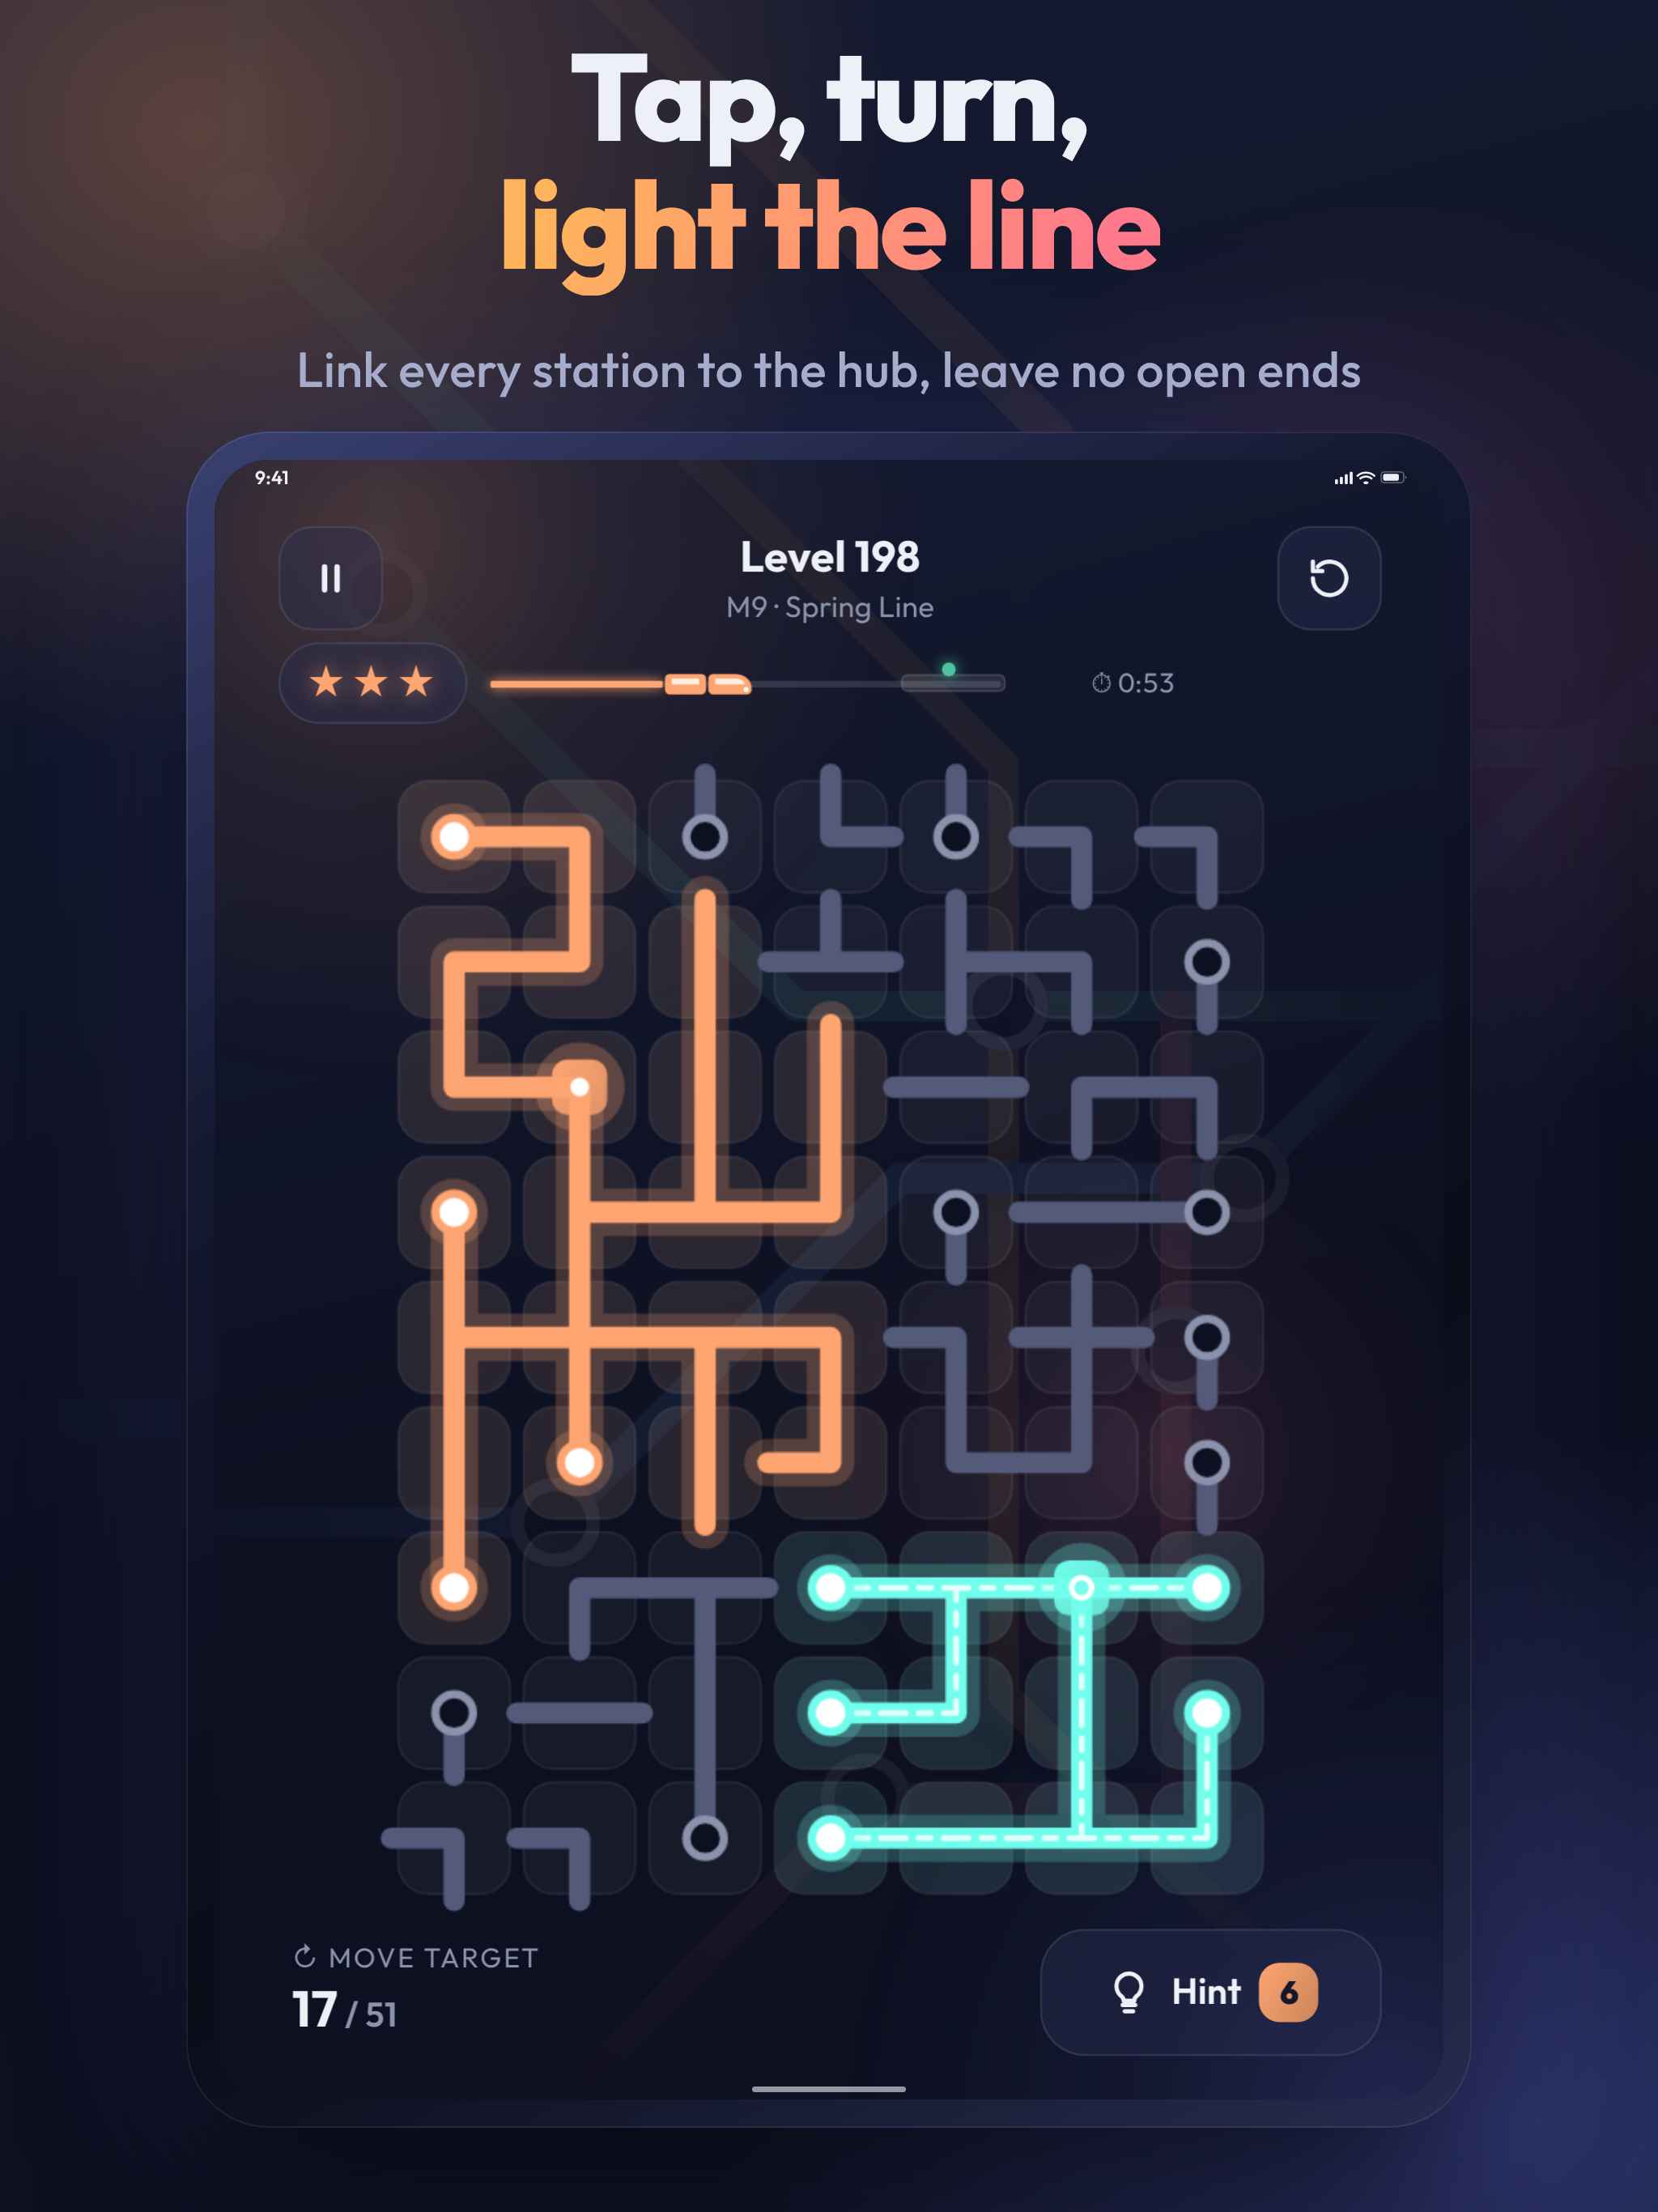 Tap, turn,
light the line
Link every station to the hub, leave no open ends
9:41
Level 198
M9 · Spring Line
0:53
MOVE TARGET
17 / 51
Hint 6